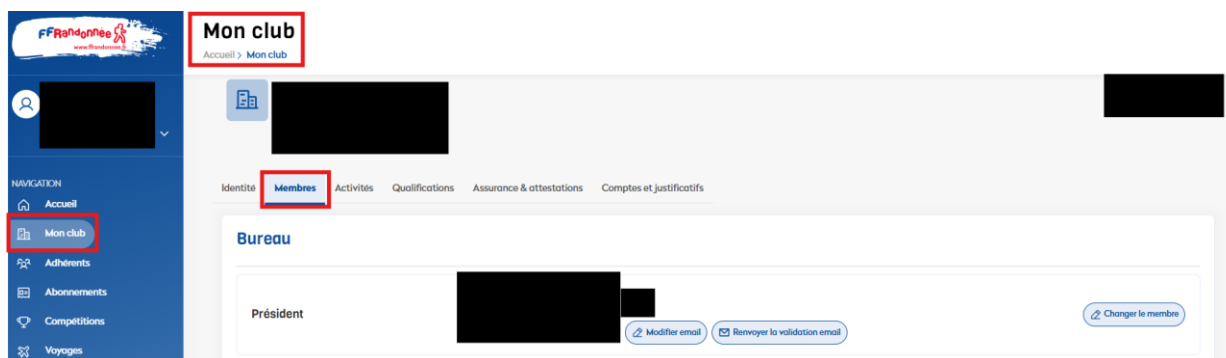 FFRandonnée
www.ffrandonnee.fr
Mon club
Accueil > Mon club
NAVIGATION
Accueil
Mon club
Adhérents
Abonnements
Compétitions
Voyages
Identité Membres Activités Qualifications Assurance & attestations Comptes et justificatifs
Bureau
Président
Modifier email Renvoyer la validation email
Changer le membre